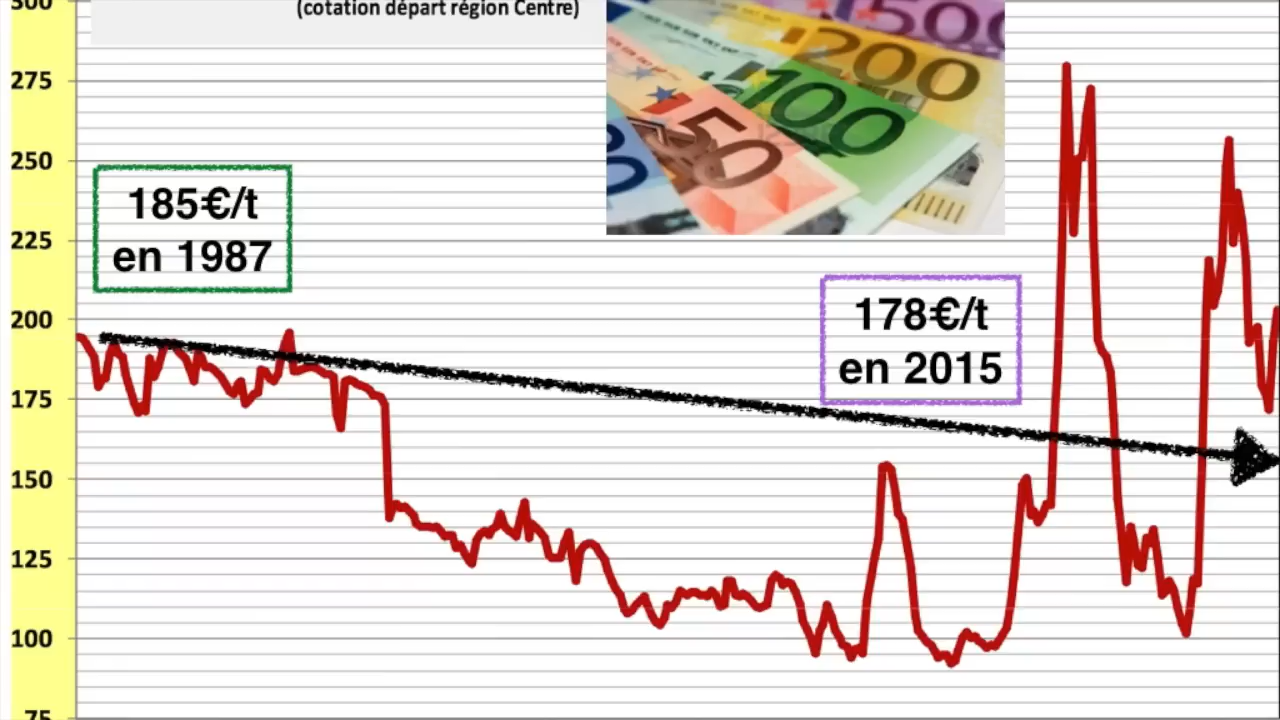 (cotation départ région Centre)
300
275
250
225
200
175
150
125
100
75
185€/t
en 1987
178€/t
en 2015
500
200
100
50